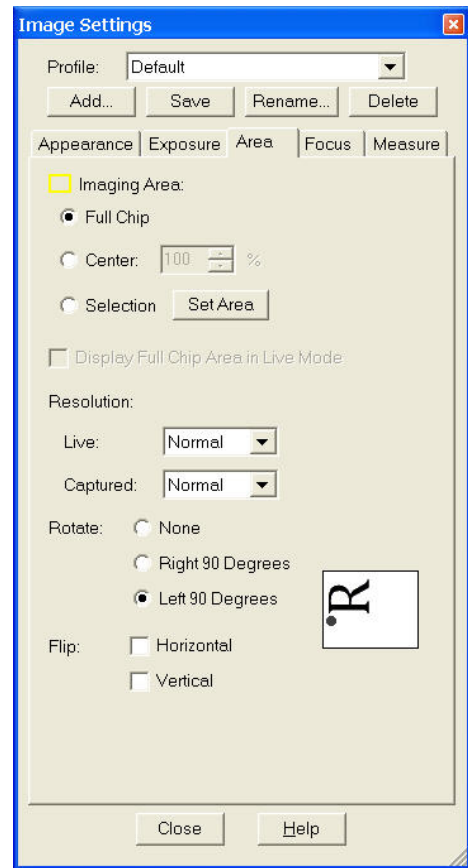 Image Settings
Profile: Default
Add... Save Rename... Delete
Appearance Exposure Area Focus Measure
Imaging Area:
Full Chip
Center: 100 %
Selection Set Area
Display Full Chip Area in Live Mode
Resolution:
Live: Normal
Captured: Normal
Rotate: None
Right 90 Degrees
Left 90 Degrees
R
Flip: Horizontal
Vertical
Close Help